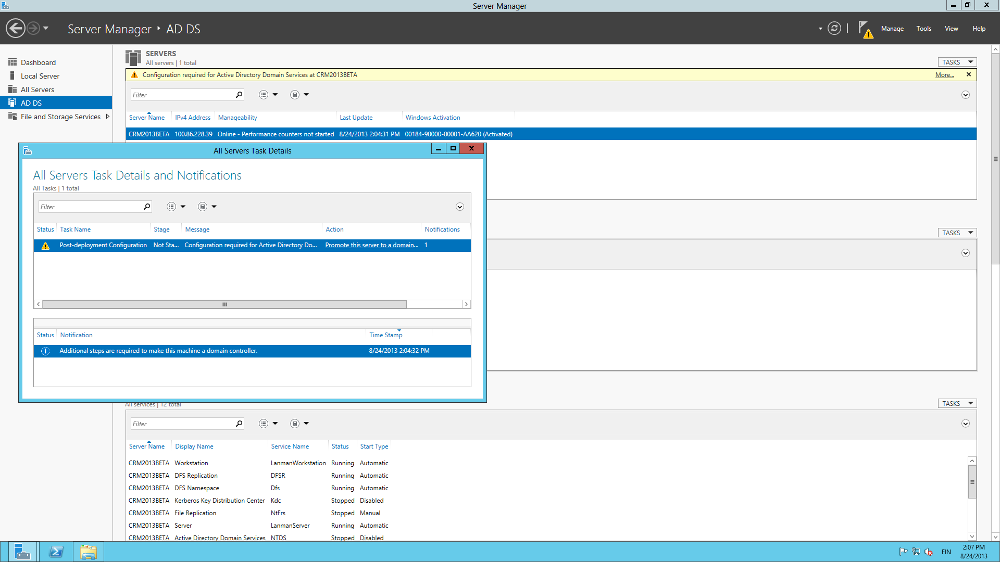 Server Manager
Server Manager ‣ AD DS
Manage Tools View Help
Dashboard
Local Server
All Servers
AD DS
File and Storage Services
SERVERS
All servers | 1 total
TASKS
Configuration required for Active Directory Domain Services at CRM2013BETA More...
Filter
Server Name IPv4 Address Manageability Last Update Windows Activation
CRM2013BETA 100.86.228.39 Online - Performance counters not started 8/24/2013 2:04:31 PM 00184-90000-00001-AA620 (Activated)
All Servers Task Details
All Servers Task Details and Notifications
All Tasks | 1 total
Filter
Status Task Name Stage Message Action Notifications
Post-deployment Configuration Not Sta... Configuration required for Active Directory Do... Promote this server to a domain... 1
Status Notification Time Stamp
Additional steps are required to make this machine a domain controller. 8/24/2013 2:04:32 PM
TASKS
All services | 12 total
TASKS
Filter
Server Name Display Name Service Name Status Start Type
CRM2013BETA Workstation LanmanWorkstation Running Automatic
CRM2013BETA DFS Replication DFSR Running Automatic
CRM2013BETA DFS Namespace Dfs Running Automatic
CRM2013BETA Kerberos Key Distribution Center Kdc Stopped Disabled
CRM2013BETA File Replication NtFrs Stopped Manual
CRM2013BETA Server LanmanServer Running Automatic
CRM2013BETA Active Directory Domain Services NTDS Stopped Disabled
FIN
2:07 PM
8/24/2013